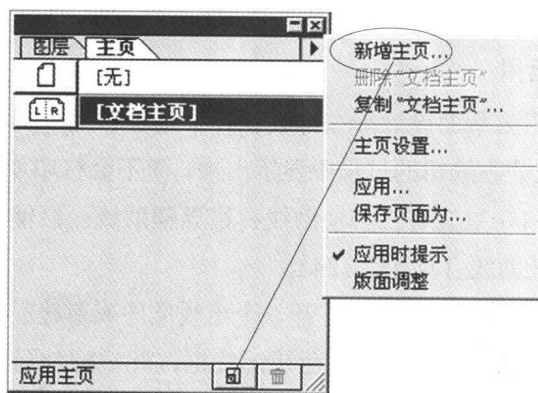 图层 主页
[无]
L R [文档主页]
应用主页
新增主页...
删除“文档主页”
复制“文档主页”...
主页设置...
应用...
保存页面为...
✓ 应用时提示
版面调整